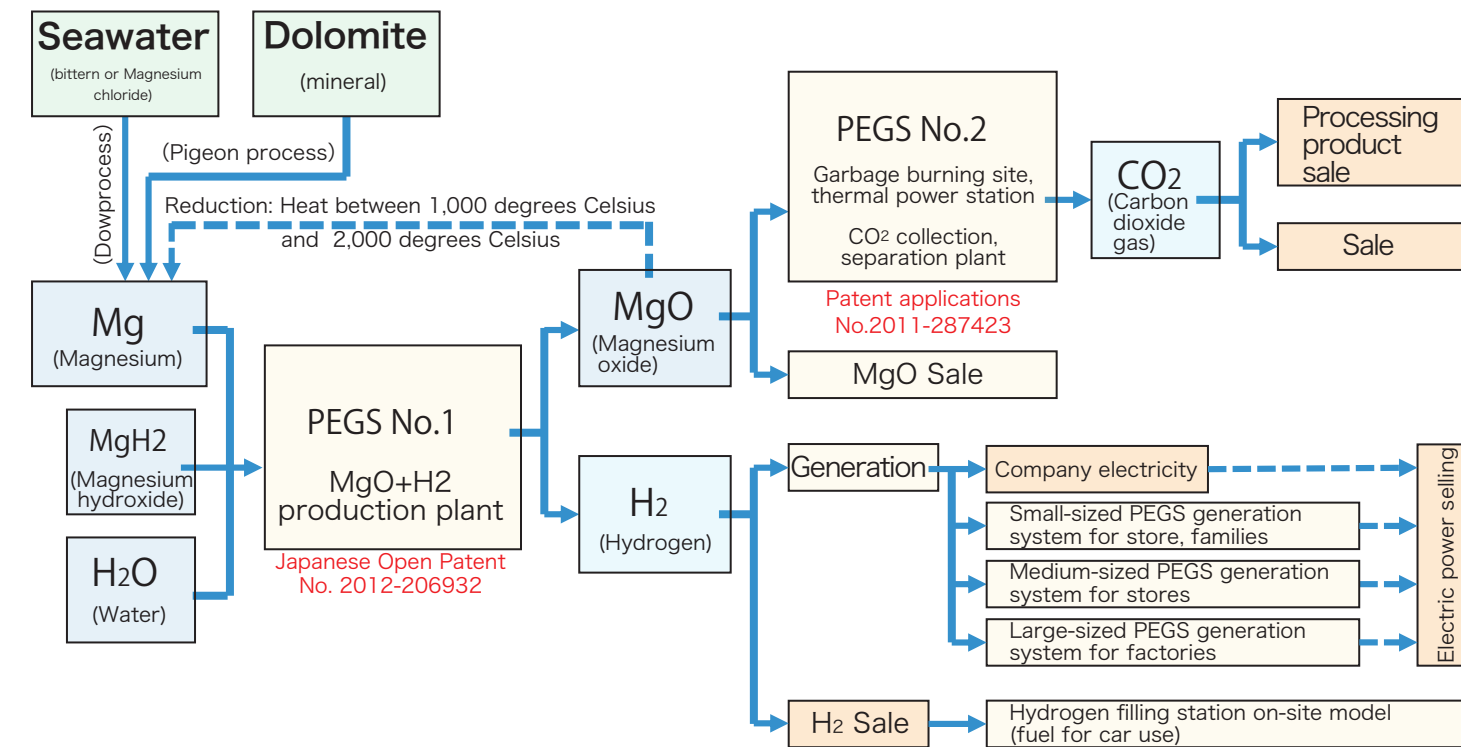 Seawater
(bittern or Magnesium
chloride)
Dolomite
(mineral)
(Dowprocess)
(Pigeon process)
Reduction: Heat between 1,000 degrees Celsius
and 2,000 degrees Celsius
Mg
(Magnesium)
MgH2
(Magnesium
hydroxide)
H2O
(Water)
PEGS No.1
MgO+H2
production plant
Japanese Open Patent
No. 2012-206932
MgO
(Magnesium
oxide)
H2
(Hydrogen)
PEGS No.2
Garbage burning site,
thermal power station
CO2 collection,
separation plant
Patent applications
No.2011-287423
MgO Sale
CO2
(Carbon
dioxide
gas)
Processing
product
sale
Sale
Generation
Company electricity
Small-sized PEGS generation
system for store, families
Medium-sized PEGS generation
system for stores
Large-sized PEGS generation
system for factories
Electric power selling
H2 Sale
Hydrogen filling station on-site model
(fuel for car use)